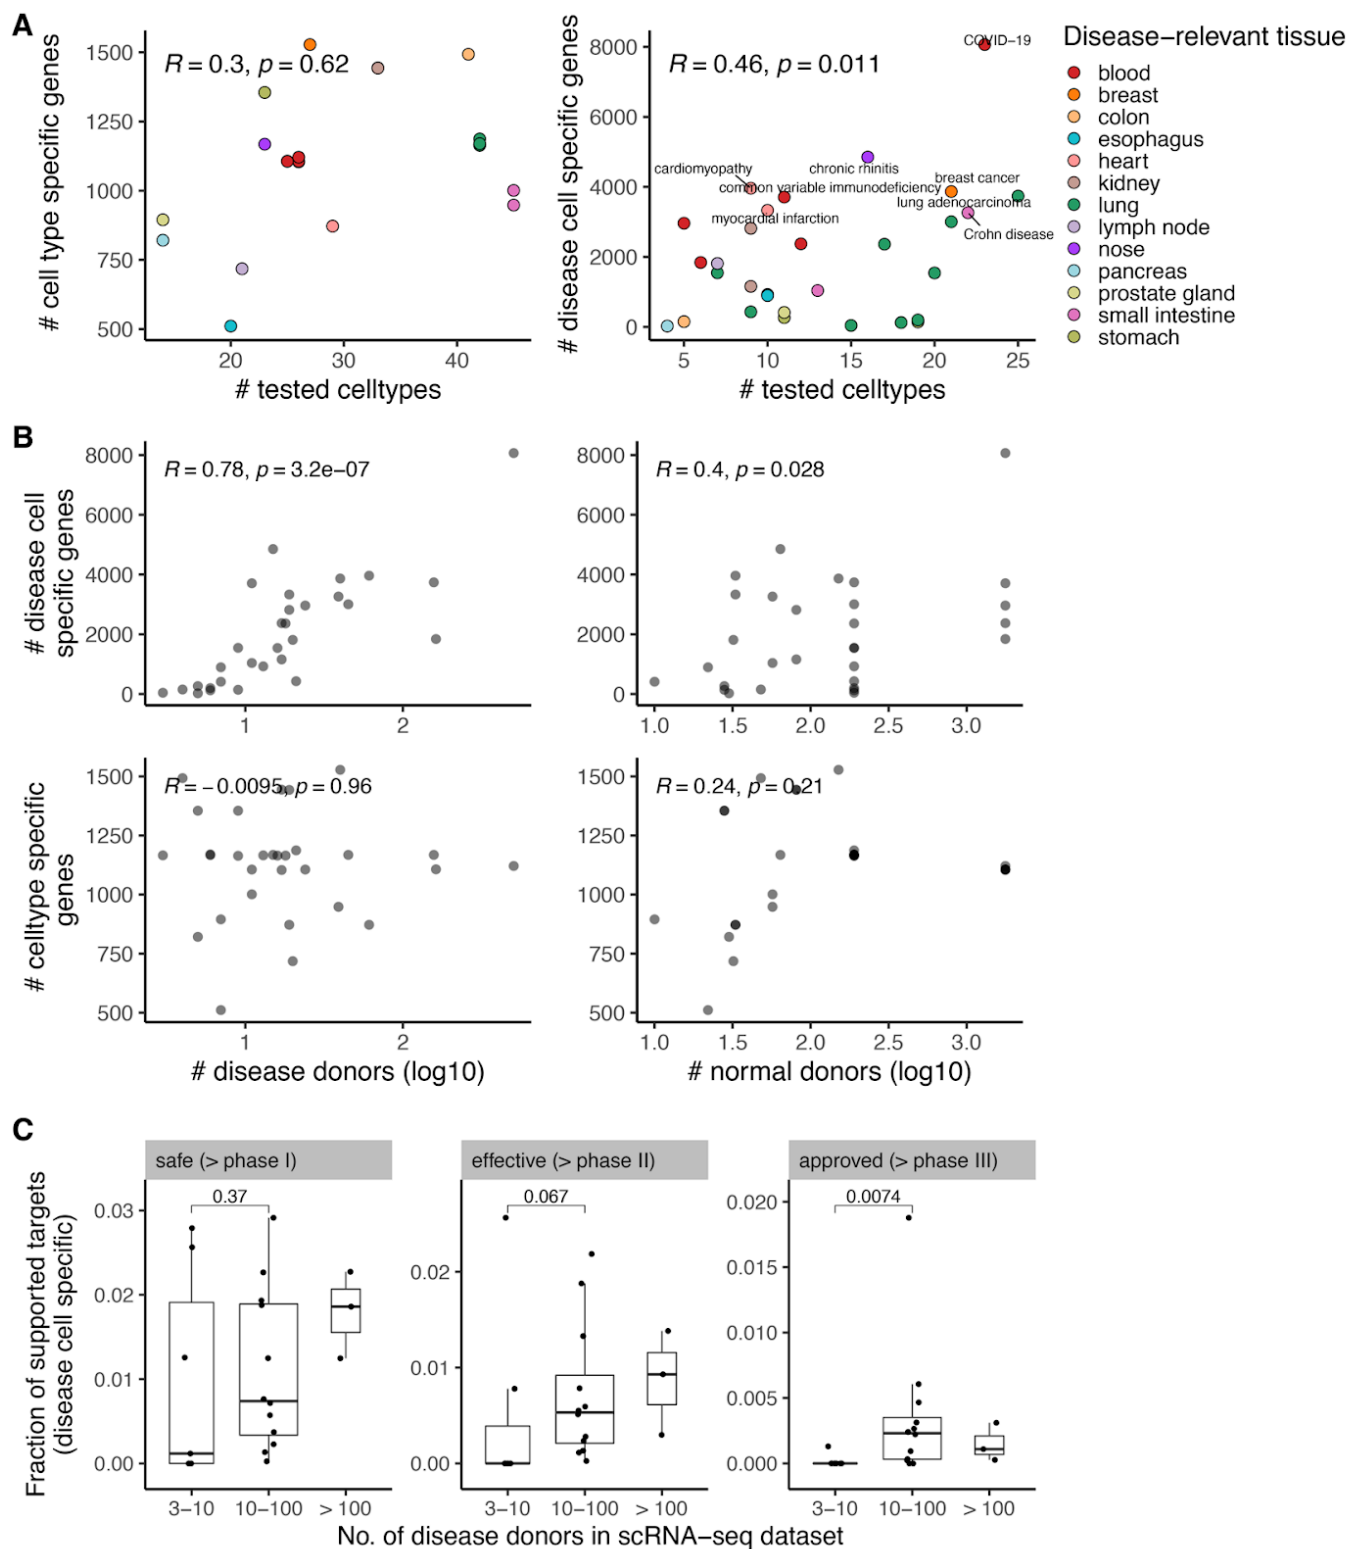 A
# cell type specific genes
1500
1250
1000
750
500
R = 0.3, p = 0.62
20
30
40
# tested celltypes
# disease cell specific genes
8000
6000
4000
2000
0
R = 0.46, p = 0.011
COVID−19
cardiomyopathy
chronic rhinitis
common variable immunodeficiency
breast cancer
lung adenocarcinoma
myocardial infarction
Crohn disease
5
10
15
20
25
# tested celltypes
Disease−relevant tissue
blood
breast
colon
esophagus
heart
kidney
lung
lymph node
nose
pancreas
prostate gland
small intestine
stomach
B
# disease cell
specific genes
8000
6000
4000
2000
0
R = 0.78, p = 3.2e−07
1
2
8000
6000
4000
2000
0
R = 0.4, p = 0.028
1.0
1.5
2.0
2.5
3.0
# celltype specific
genes
1500
1250
1000
750
500
R = −0.0095, p = 0.96
1
2
# disease donors (log10)
1500
1250
1000
750
500
R = 0.24, p = 0.21
1.0
1.5
2.0
2.5
3.0
# normal donors (log10)
C
Fraction of supported targets
(disease cell specific)
safe (> phase I)
0.03
0.02
0.01
0.00
0.37
3−10
10−100
> 100
effective (> phase II)
0.02
0.01
0.00
0.067
3−10
10−100
> 100
approved (> phase III)
0.020
0.015
0.010
0.005
0.000
0.0074
3−10
10−100
> 100
No. of disease donors in scRNA−seq dataset